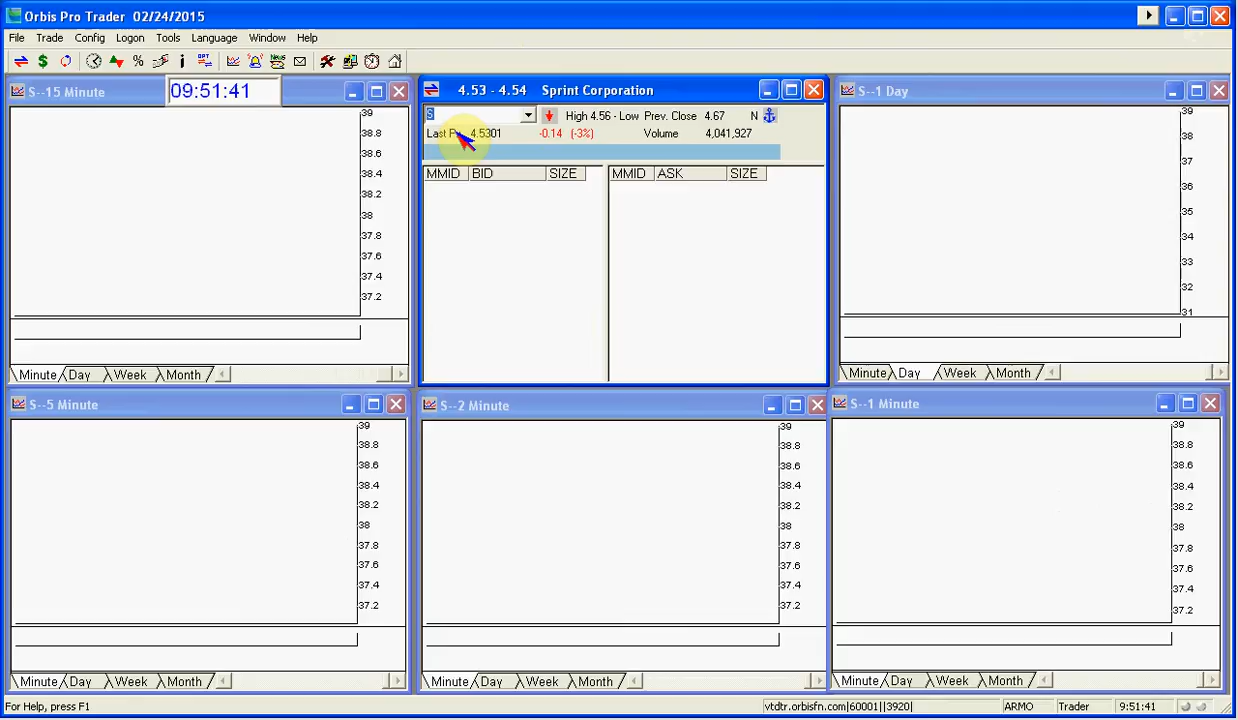 Orbis Pro Trader 02/24/2015
File Trade Config Logon Tools Language Window Help
S--15 Minute
09:51:41
39
38.8
38.6
38.4
38.2
38
37.8
37.6
37.4
37.2
Minute Day Week Month
4.53 - 4.54 Sprint Corporation
S
High 4.56 - Low Prev. Close 4.67 N
Last 4.5301 -0.14 (-3%) Volume 4,041,927
MMID BID SIZE MMID ASK SIZE
S--1 Day
39
38
37
36
35
34
33
32
31
Minute Day Week Month
S--5 Minute
39
38.8
38.6
38.4
38.2
38
37.8
37.6
37.4
37.2
Minute Day Week Month
S--2 Minute
39
38.8
38.6
38.4
38.2
38
37.8
37.6
37.4
37.2
Minute Day Week Month
S--1 Minute
39
38.8
38.6
38.4
38.2
38
37.8
37.6
37.4
37.2
Minute Day Week Month
For Help, press F1 vtdtr.orbisfn.com|60001||3920| ARMO Trader 9:51:41